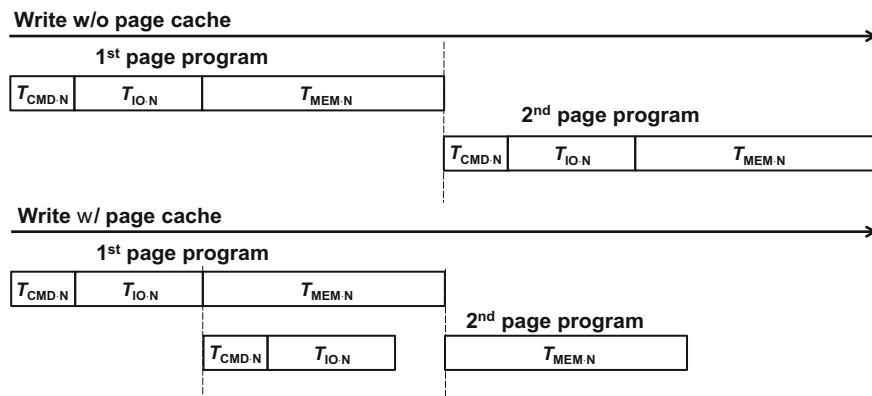 Write w/o page cache
1st page program
TCMD·N TIO·N TMEM·N
2nd page program
TCMD·N TIO·N TMEM·N
Write w/ page cache
1st page program
TCMD·N TIO·N TMEM·N
2nd page program
TCMD·N TIO·N TMEM·N